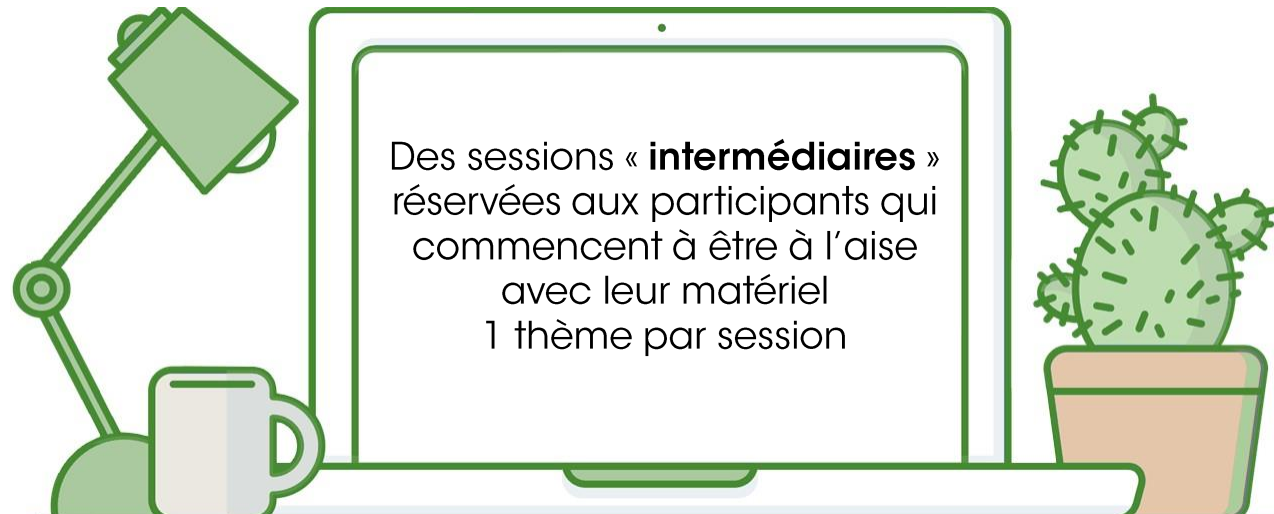 Des sessions « intermédiaires »
réservées aux participants qui
commencent à être à l’aise
avec leur matériel
1 thème par session